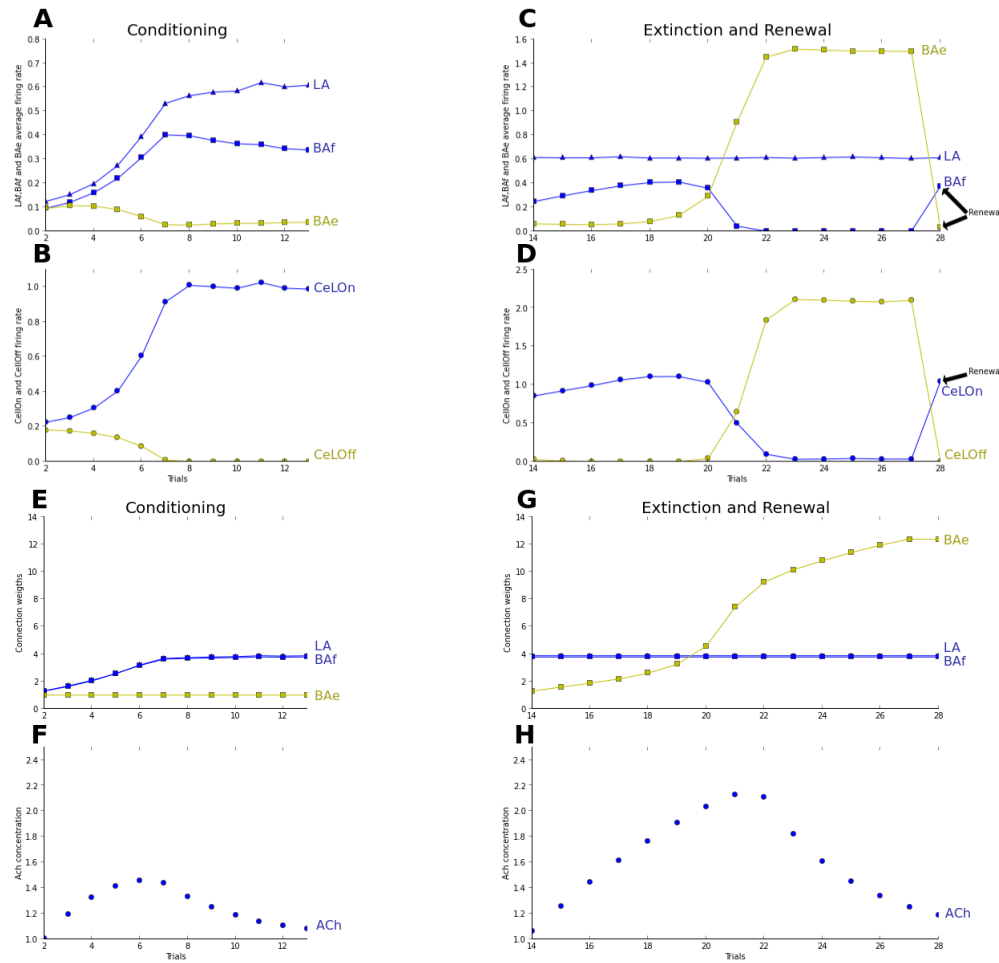 A
Conditioning
0.8
0.7
0.6
0.5
0.4
0.3
0.2
0.1
0.0
LAf,BAf and BAe average firing rate
LA
BAf
BAe
2 4 6 8 10 12
C
Extinction and Renewal
1.6
1.4
1.2
1.0
0.8
0.6
0.4
0.2
0.0
LAf,BAf and BAe average firing rate
BAe
LA
BAf
Renewal
14 16 18 20 22 24 26 28
B
1.0
0.8
0.6
0.4
0.2
0.0
CellOn and CellOff firing rate
CeLOn
CeLOff
2 4 6 8 10 12
Trials
D
2.5
2.0
1.5
1.0
0.5
0.0
CellOn and CellOff firing rate
Renewal
CeLOn
CeLOff
14 16 18 20 22 24 26 28
Trials
E
Conditioning
14
12
10
8
6
4
2
0
Connection weigths
LA
BAf
BAe
2 4 6 8 10 12
G
Extinction and Renewal
14
12
10
8
6
4
2
0
Connection weigths
BAe
LA
BAf
14 16 18 20 22 24 26 28
F
2.4
2.2
2.0
1.8
1.6
1.4
1.2
1.0
Ach concentration
ACh
2 4 6 8 10 12
Trials
H
2.4
2.2
2.0
1.8
1.6
1.4
1.2
1.0
Ach concentration
ACh
14 16 18 20 22 24 26 28
Trials